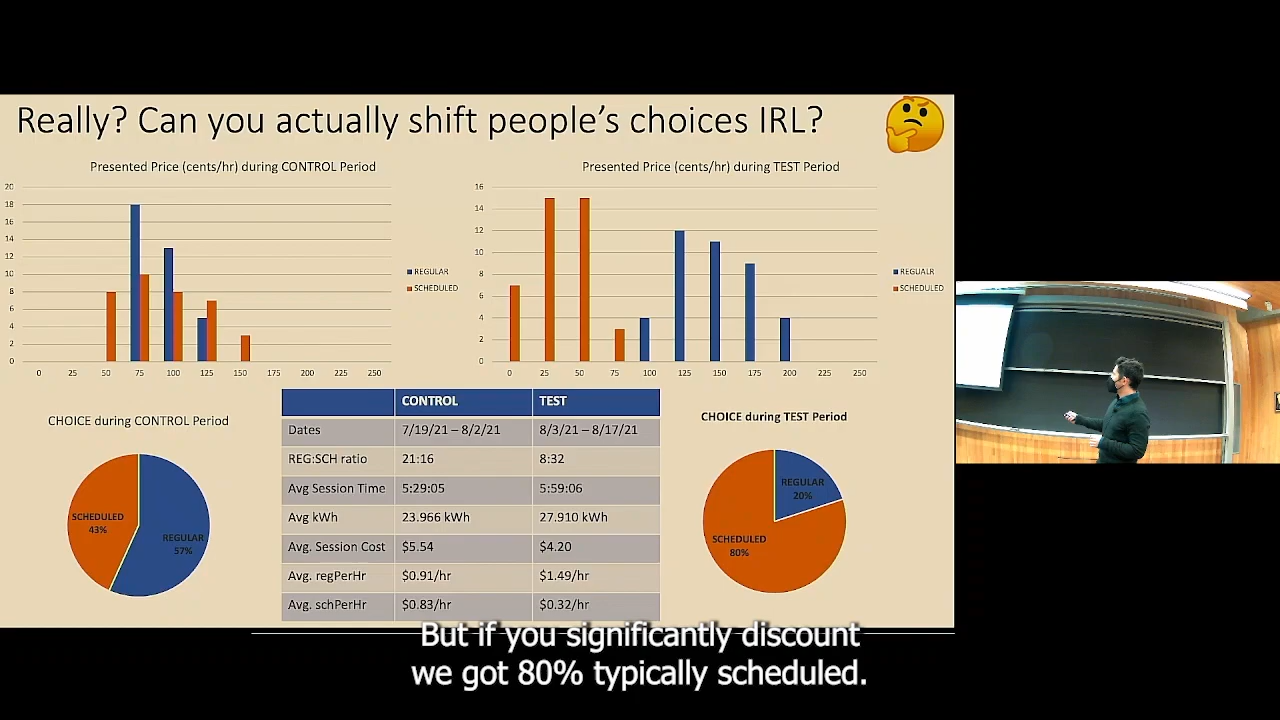 Really? Can you actually shift people's choices IRL?
Presented Price (cents/hr) during CONTROL Period
20
18
16
14
12
10
8
6
4
2
0
0 25 50 75 100 125 150 175 200 225 250
REGULAR
SCHEDULED
Presented Price (cents/hr) during TEST Period
16
14
12
10
8
6
4
2
0
0 25 50 75 100 125 150 175 200 225 250
REGUALR
SCHEDULED
CHOICE during CONTROL Period
SCHEDULED
43%
REGULAR
57%
CONTROL TEST
Dates 7/19/21 – 8/2/21 8/3/21 – 8/17/21
REG:SCH ratio 21:16 8:32
Avg Session Time 5:29:05 5:59:06
Avg kWh 23.966 kWh 27.910 kWh
Avg. Session Cost $5.54 $4.20
Avg. regPerHr $0.91/hr $1.49/hr
Avg. schPerHr $0.83/hr $0.32/hr
CHOICE during TEST Period
REGULAR
20%
SCHEDULED
80%
But if you significantly discount
we got 80% typically scheduled.